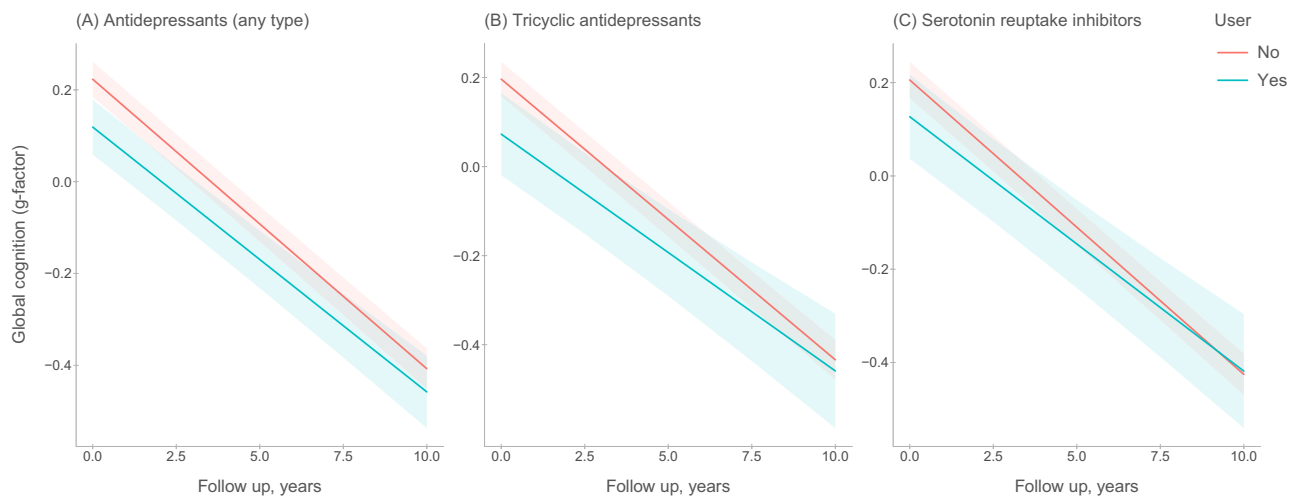 (A) Antidepressants (any type)
(B) Tricyclic antidepressants
(C) Serotonin reuptake inhibitors
User
No
Yes
Global cognition (g-factor)
0.2
0.0
−0.2
−0.4
0.0 2.5 5.0 7.5 10.0
Follow up, years
0.2
0.0
−0.2
−0.4
0.0 2.5 5.0 7.5 10.0
Follow up, years
0.2
0.0
−0.2
−0.4
0.0 2.5 5.0 7.5 10.0
Follow up, years